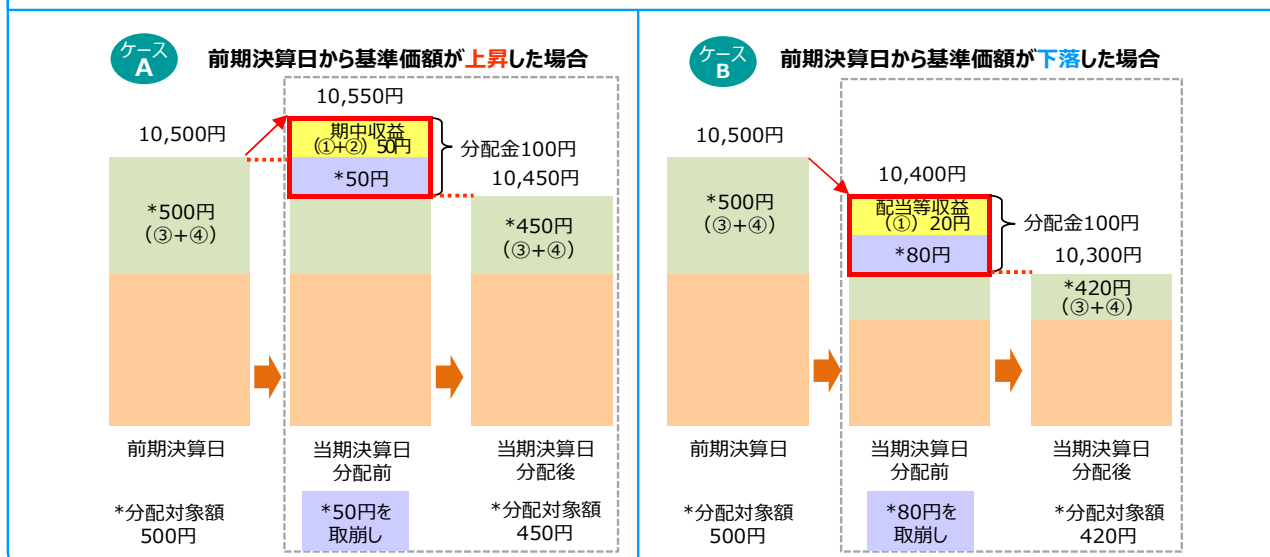 ケース
A
前期決算日から基準価額が上昇した場合
10,550円
10,500円
期中収益
(①+②) 50円
*50円
分配金100円
10,450円
*500円
(③+④)
*450円
(③+④)
前期決算日
当期決算日
分配前
当期決算日
分配後
*分配対象額
500円
*50円を
取崩し
*分配対象額
450円
ケース
B
前期決算日から基準価額が下落した場合
10,500円
10,400円
配当等収益
(①) 20円
*80円
分配金100円
10,300円
*500円
(③+④)
*420円
(③+④)
前期決算日
当期決算日
分配前
当期決算日
分配後
*分配対象額
500円
*80円を
取崩し
*分配対象額
420円